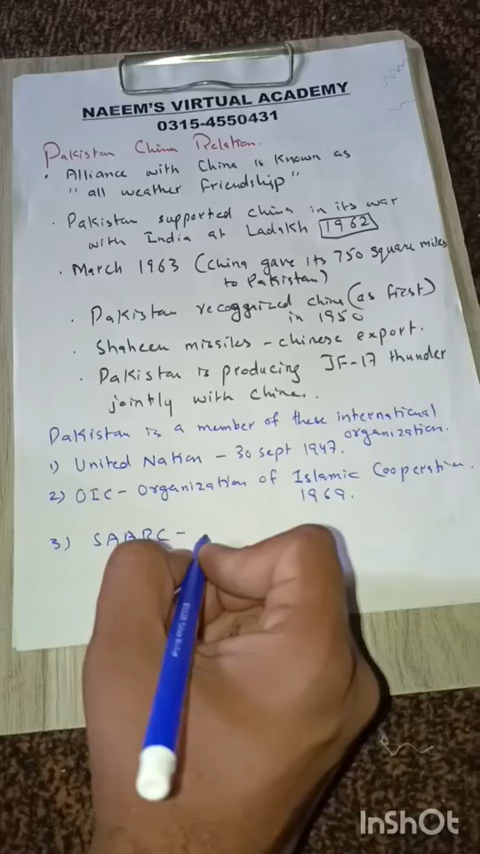 NAEEM'S VIRTUAL ACADEMY
0315-4550431
Pakistan China Relation.
• Alliance with China is known as
"all weather friendship"
• Pakistan supported china in its war
with India at Ladakh 1962
• March 1963 (China gave its 750 square miles
to Pakistan)
• Pakistan recognized china (as first)
in 1950
• Shaheen missiles - chinese export.
• Pakistan is producing JF-17 thunder
jointly with China.
Pakistan is a member of these international
organization.
1) United Nation - 30 sept 1947.
2) OIC - Organization of Islamic Cooperation.
1969.
3) SAARC -
InShOt